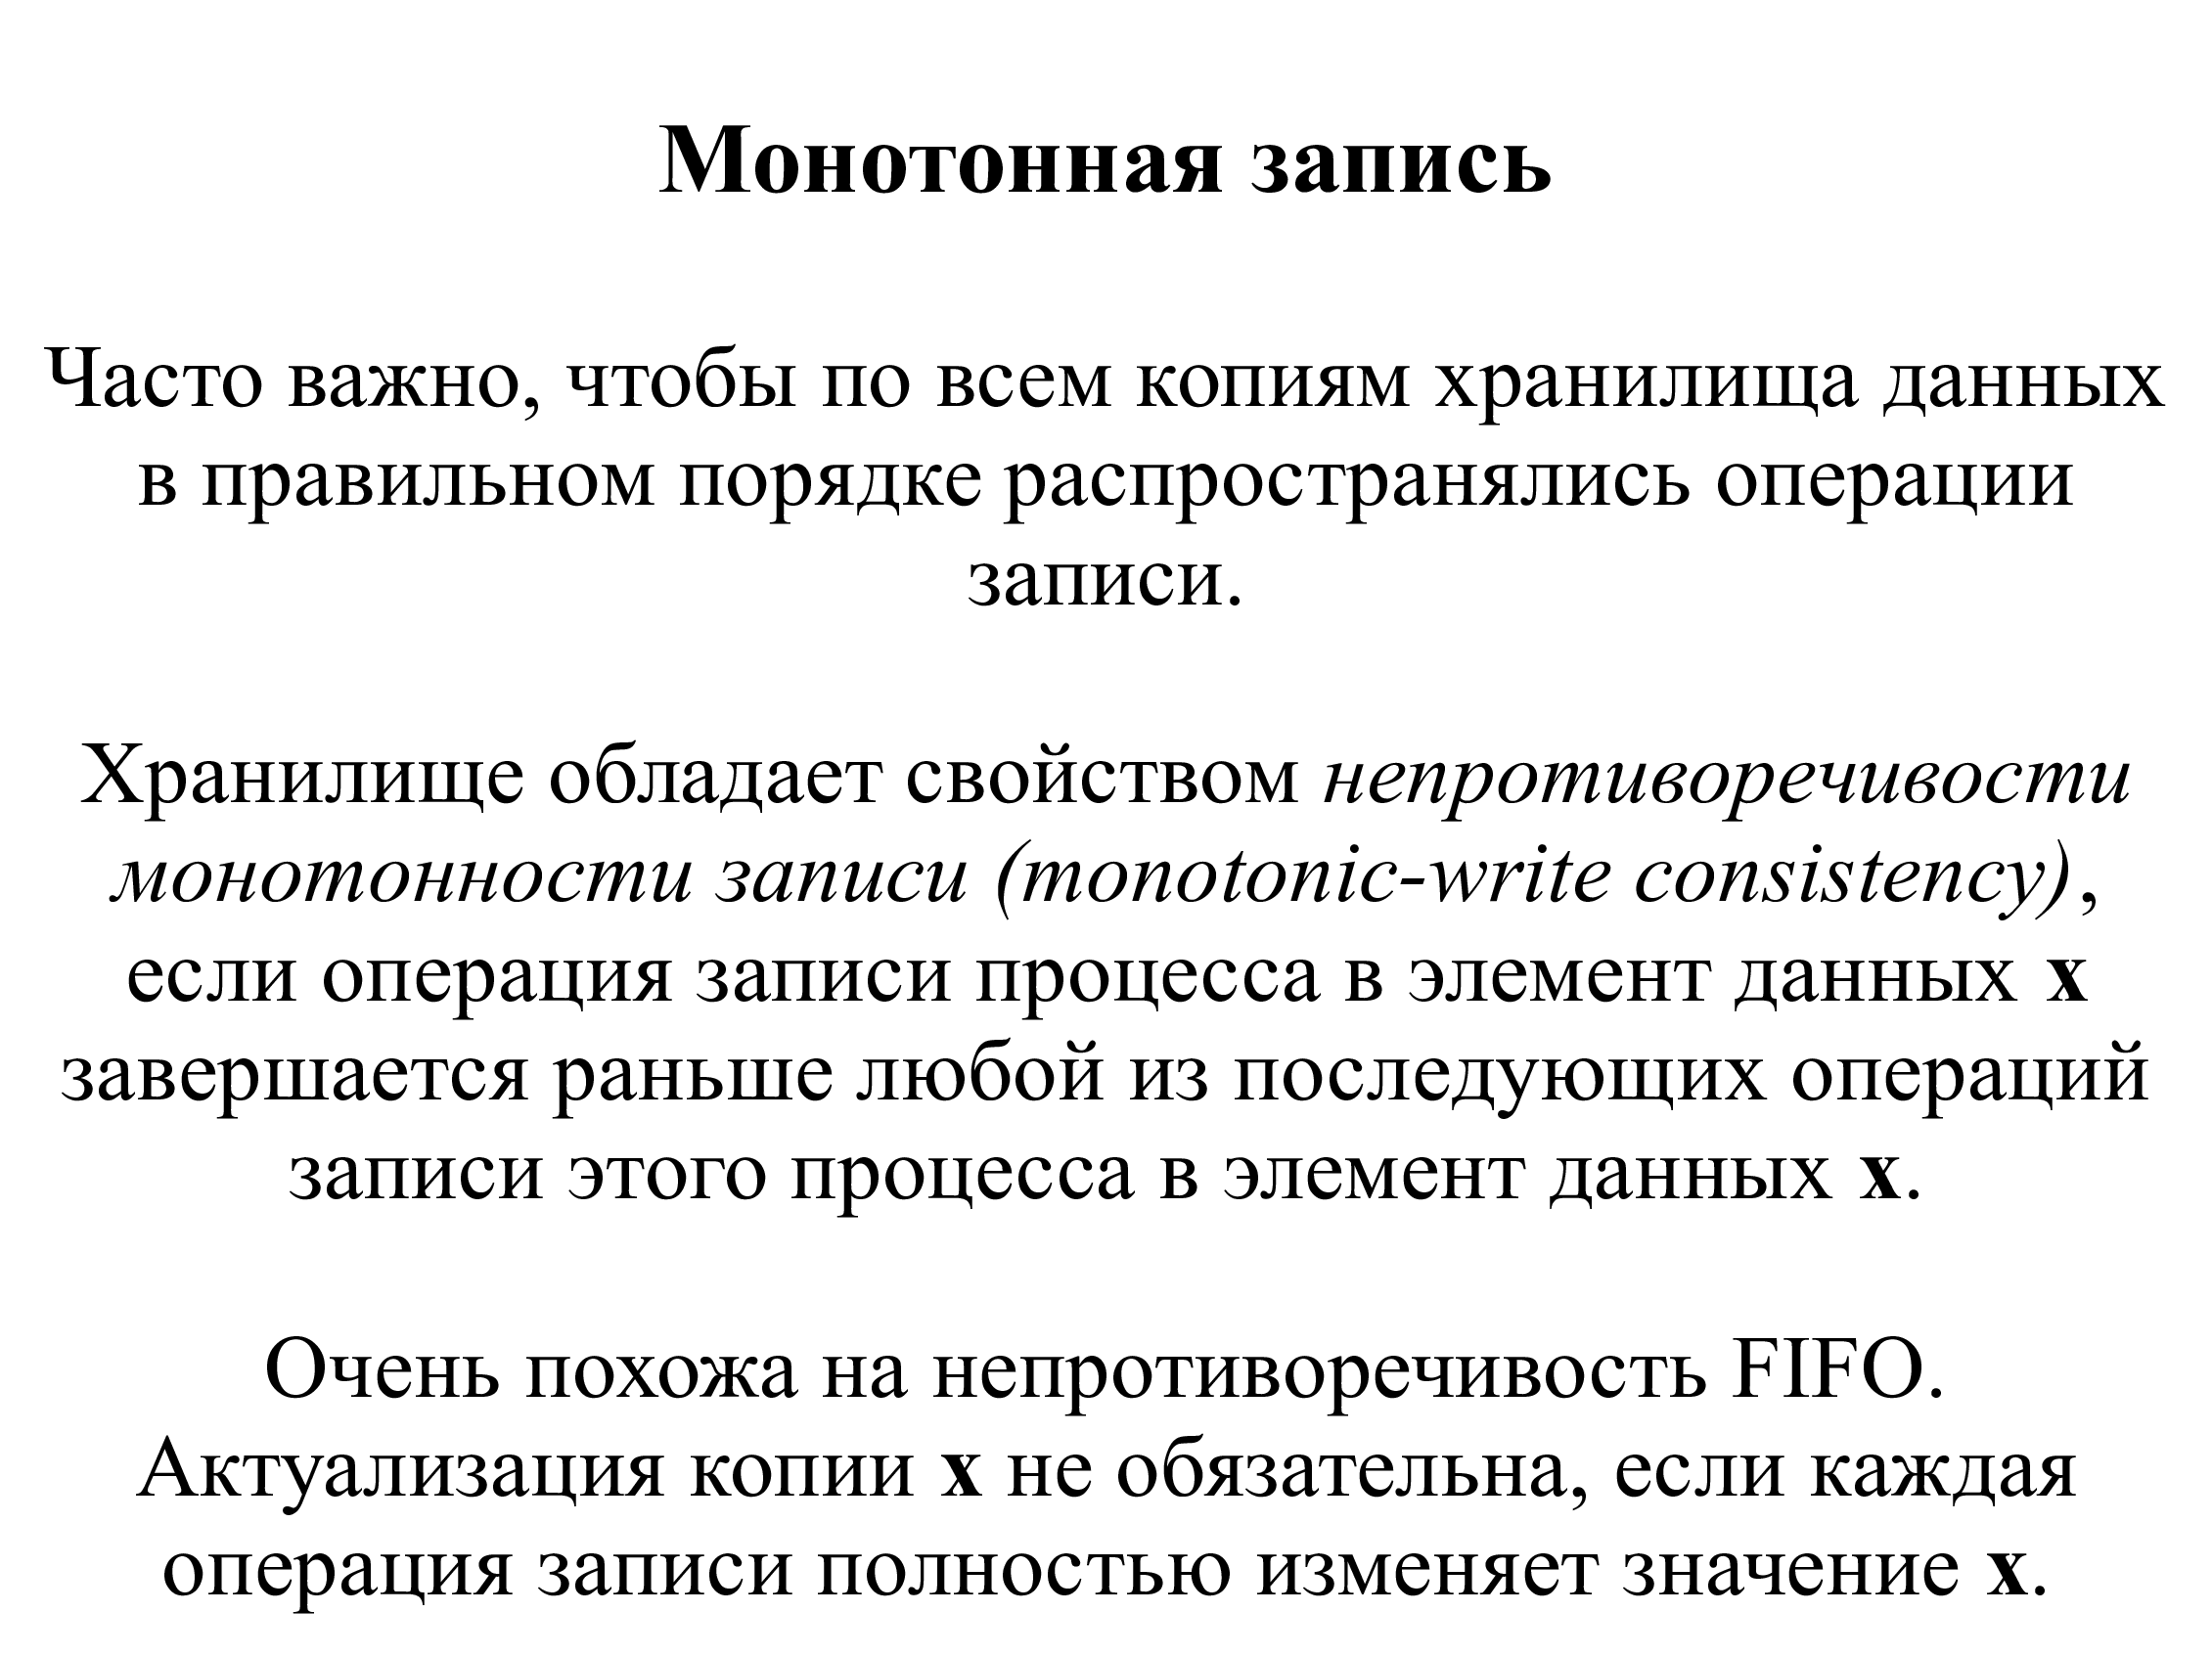 Монотонная запись
Часто важно, чтобы по всем копиям хранилища данных
в правильном порядке распространялись операции
записи.
Хранилище обладает свойством непротиворечивости
монотонности записи (monotonic-write consistency),
если операция записи процесса в элемент данных x
завершается раньше любой из последующих операций
записи этого процесса в элемент данных x.
Очень похожа на непротиворечивость FIFO.
Актуализация копии x не обязательна, если каждая
операция записи полностью изменяет значение x.